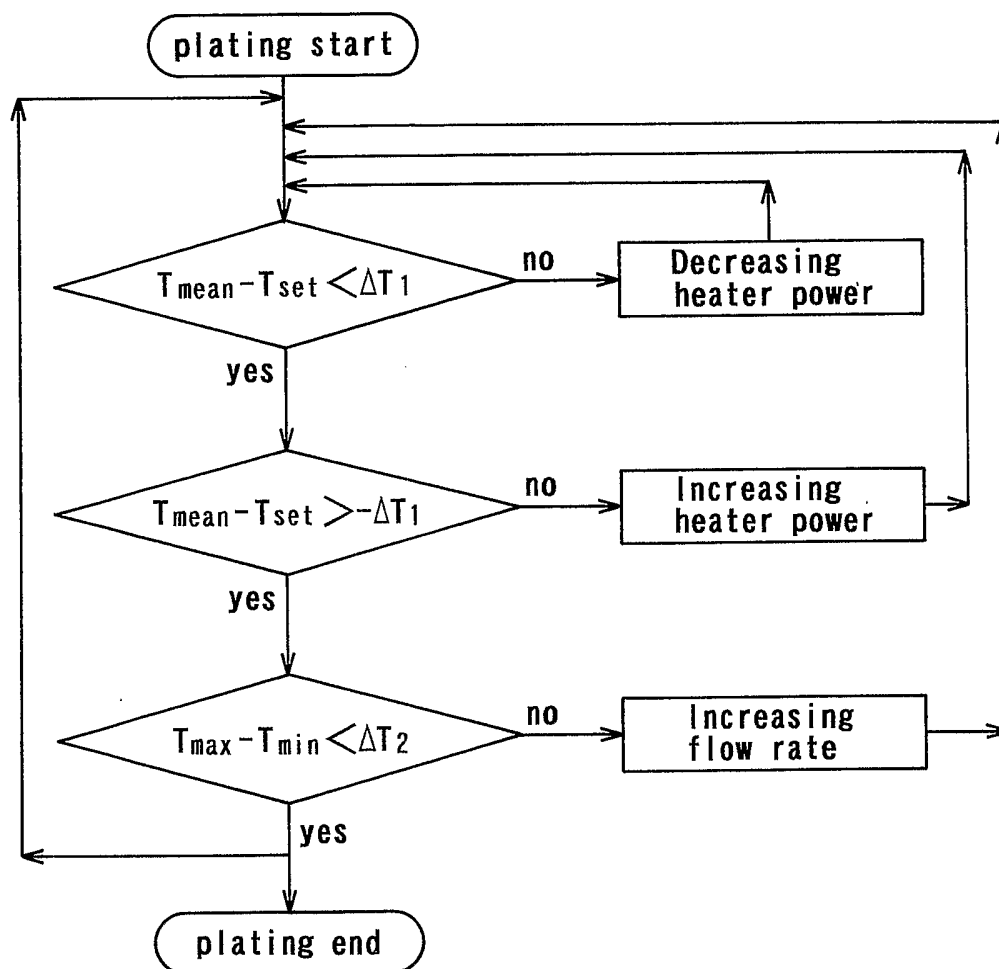 plating start
Tmean-Tset<ΔT1
no
Decreasing
heater power
yes
Tmean-Tset>-ΔT1
no
Increasing
heater power
yes
Tmax-Tmin<ΔT2
no
Increasing
flow rate
yes
plating end